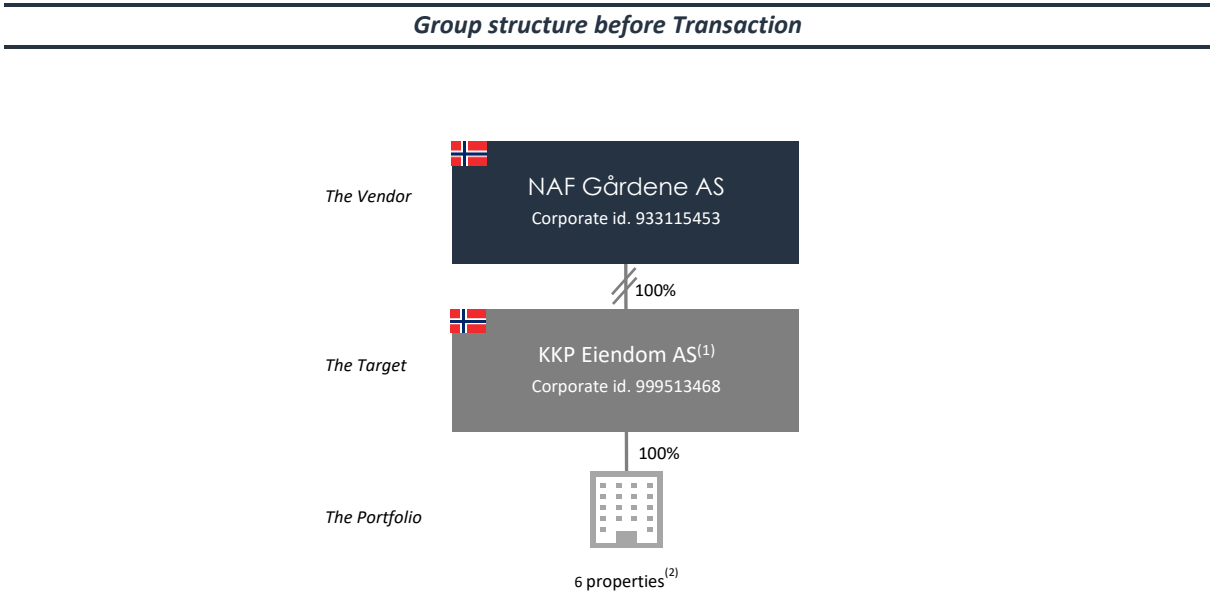 Group structure before Transaction
The Vendor
NAF Gårdene AS
Corporate id. 933115453
100%
The Target
KKP Eiendom AS(1)
Corporate id. 999513468
100%
The Portfolio
6 properties(2)